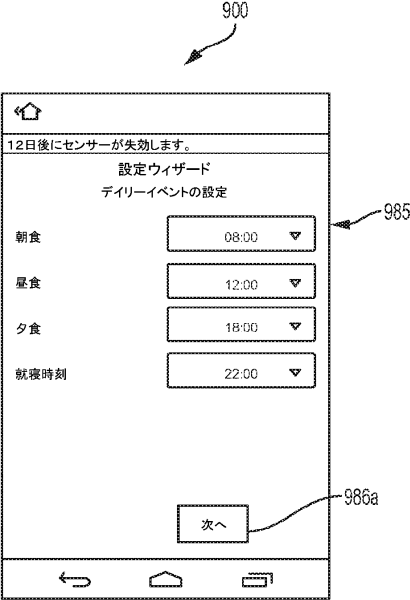 900
12日後にセンサーが失効します。
設定ウィザード
デイリーイベントの設定
985
朝食 08:00
昼食 12:00
夕食 18:00
就寝時刻 22:00
986a
次へ